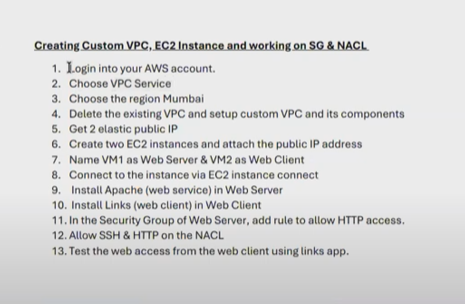 Creating Custom VPC, EC2 Instance and working on SG & NACL
1. Login into your AWS account.
2. Choose VPC Service
3. Choose the region Mumbai
4. Delete the existing VPC and setup custom VPC and its components
5. Get 2 elastic public IP
6. Create two EC2 instances and attach the public IP address
7. Name VM1 as Web Server & VM2 as Web Client
8. Connect to the instance via EC2 instance connect
9. Install Apache (web service) in Web Server
10. Install Links (web client) in Web Client
11. In the Security Group of Web Server, add rule to allow HTTP access.
12. Allow SSH & HTTP on the NACL
13. Test the web access from the web client using links app.